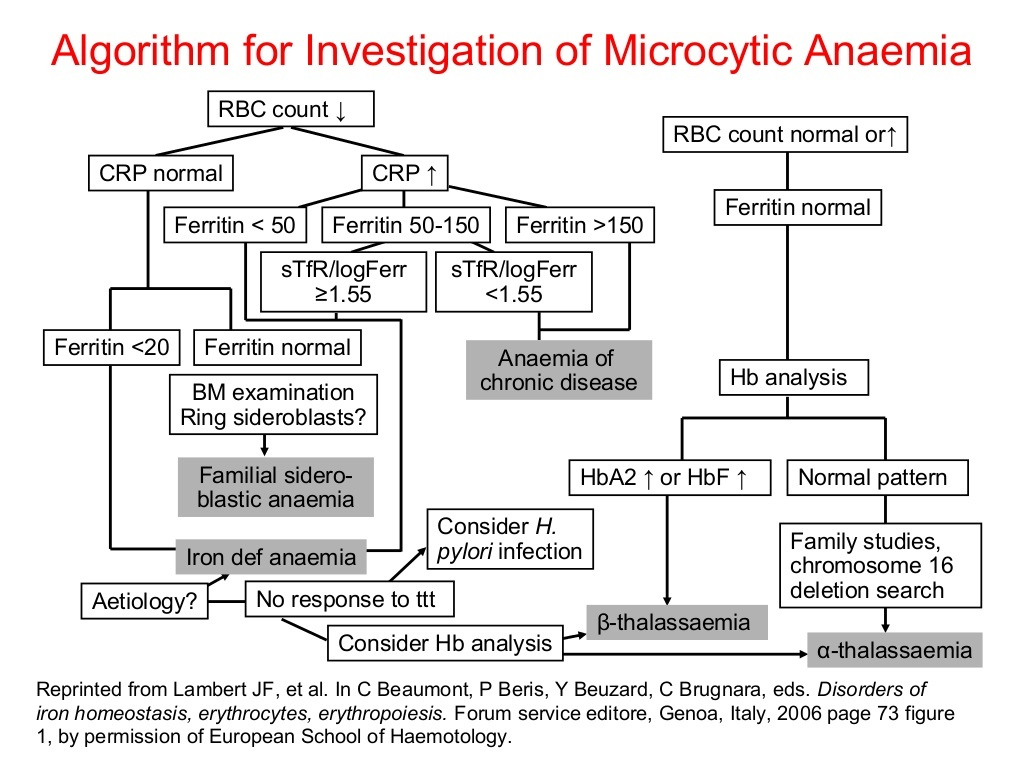 Algorithm for Investigation of Microcytic Anaemia
RBC count ↓
RBC count normal or↑
CRP normal
CRP ↑
Ferritin normal
Ferritin < 50
Ferritin 50-150
Ferritin >150
sTfR/logFerr
≥1.55
sTfR/logFerr
<1.55
Ferritin <20
Ferritin normal
Anaemia of
chronic disease
Hb analysis
BM examination
Ring sideroblasts?
Familial sidero-
blastic anaemia
HbA2 ↑ or HbF ↑
Normal pattern
Consider H.
pylori infection
Family studies,
chromosome 16
deletion search
Iron def anaemia
Aetiology?
No response to ttt
β-thalassaemia
Consider Hb analysis
α-thalassaemia
Reprinted from Lambert JF, et al. In C Beaumont, P Beris, Y Beuzard, C Brugnara, eds. Disorders of
iron homeostasis, erythrocytes, erythropoiesis. Forum service editore, Genoa, Italy, 2006 page 73 figure
1, by permission of European School of Haemotology.